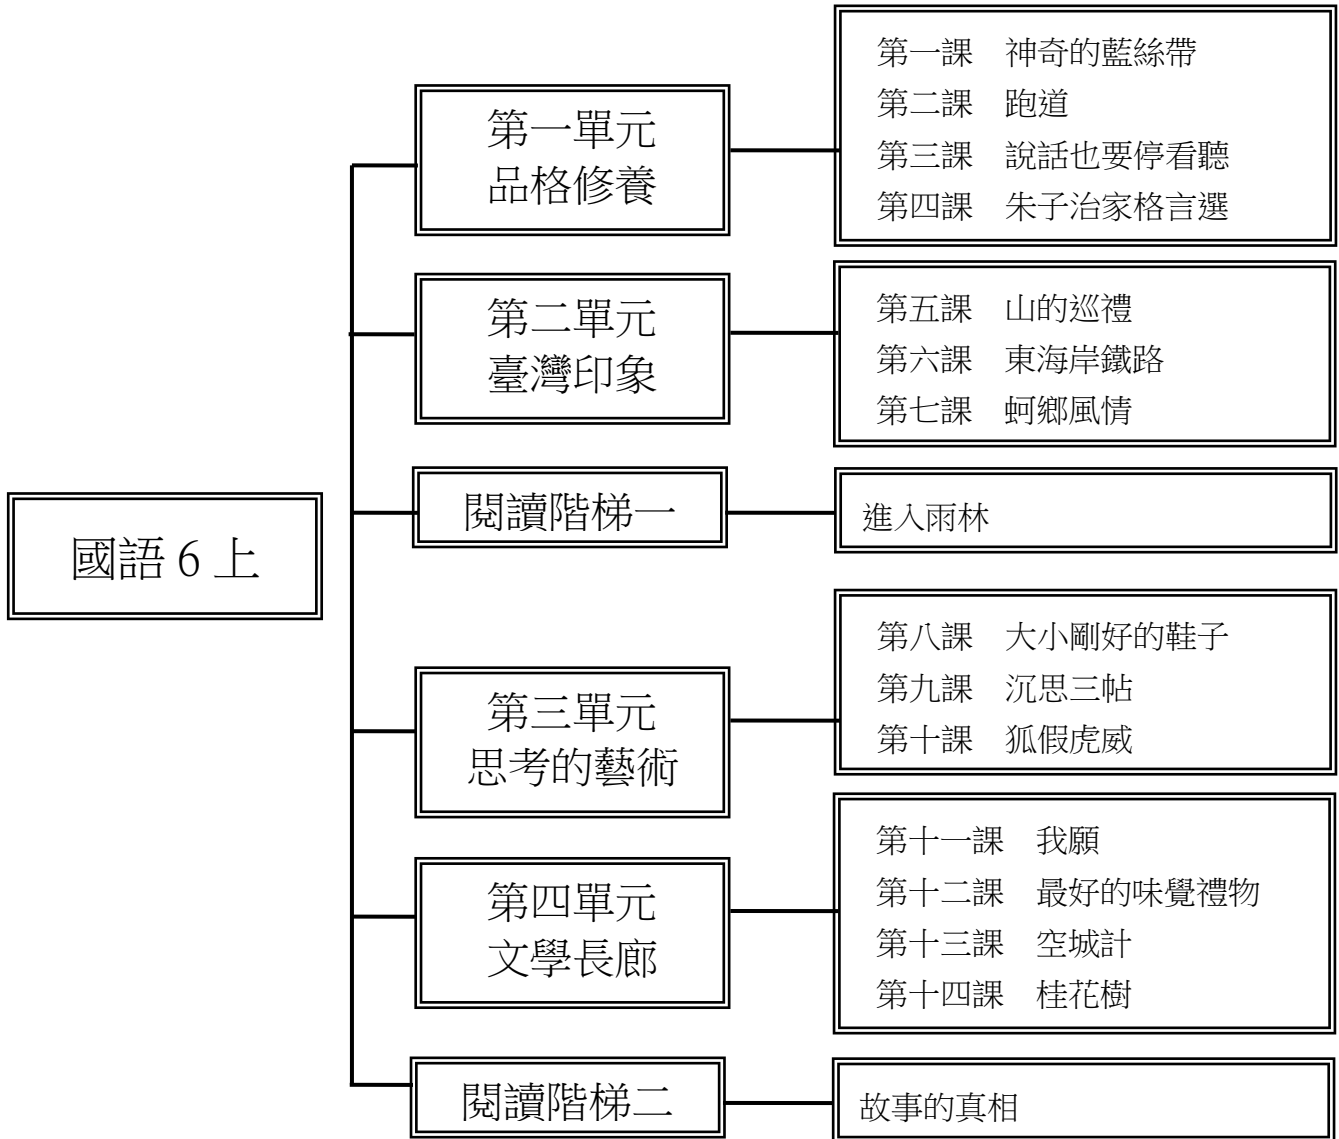 國語 6 上
第一單元
品格修養
第一課　神奇的藍絲帶
第二課　跑道
第三課　說話也要停看聽
第四課　朱子治家格言選
第二單元
臺灣印象
第五課　山的巡禮
第六課　東海岸鐵路
第七課　蚵鄉風情
閱讀階梯一
進入雨林
第三單元
思考的藝術
第八課　大小剛好的鞋子
第九課　沉思三帖
第十課　狐假虎威
第四單元
文學長廊
第十一課　我願
第十二課　最好的味覺禮物
第十三課　空城計
第十四課　桂花樹
閱讀階梯二
故事的真相